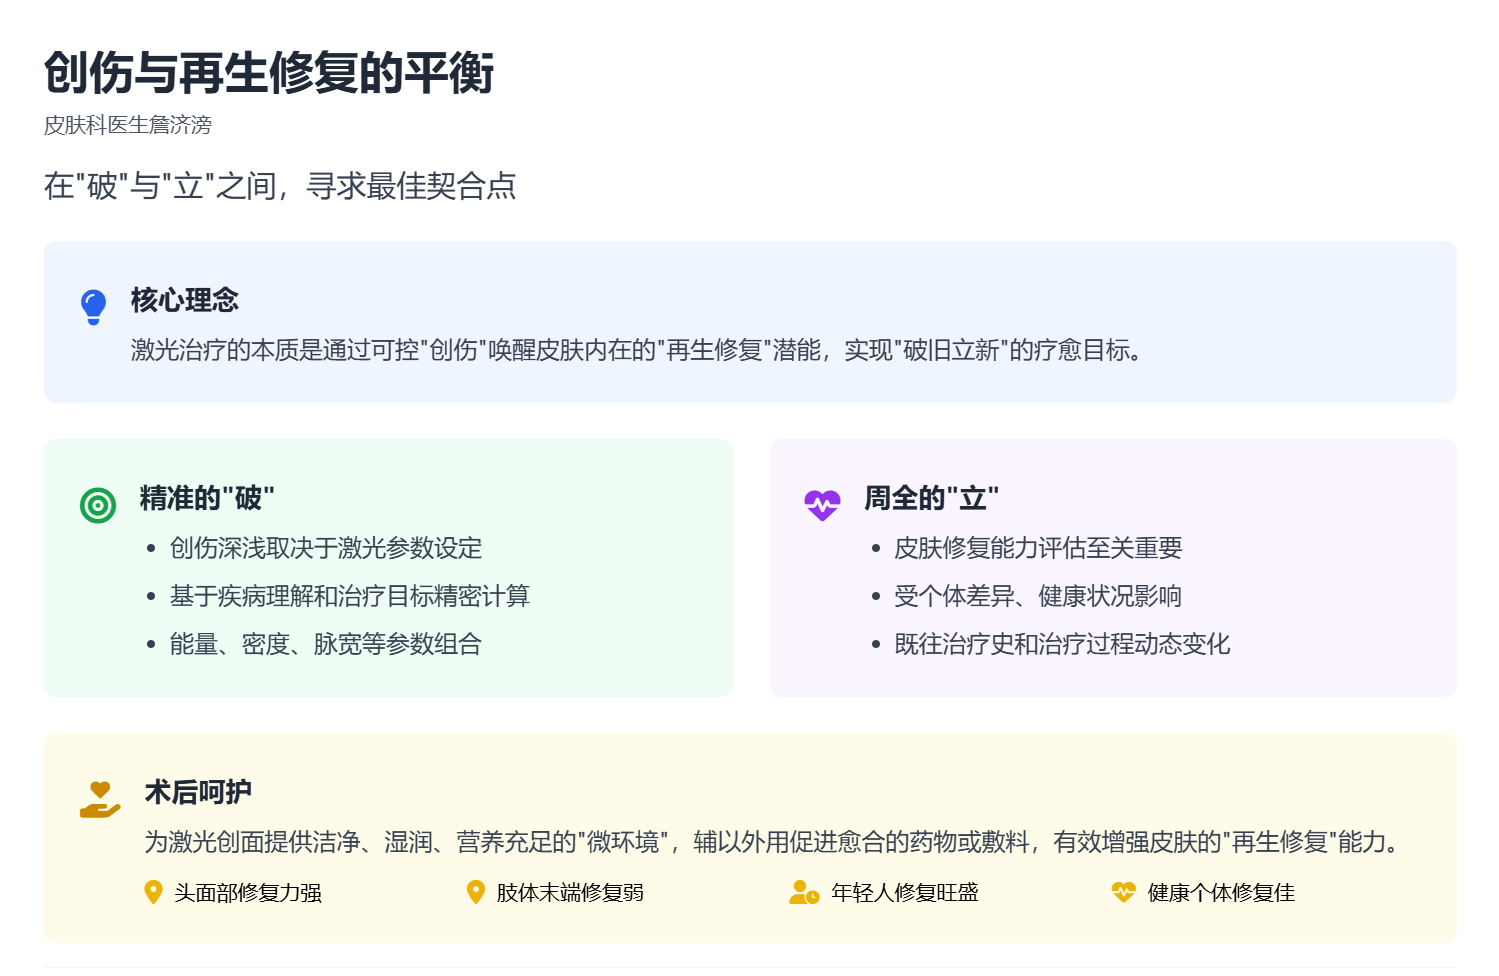 创伤与再生修复的平衡
皮肤科医生詹济滂
在"破"与"立"之间，寻求最佳契合点
核心理念
激光治疗的本质是通过可控"创伤"唤醒皮肤内在的"再生修复"潜能，实现"破旧立新"的疗愈目标。
精准的"破"
• 创伤深浅取决于激光参数设定
• 基于疾病理解和治疗目标精密计算
• 能量、密度、脉宽等参数组合
周全的"立"
• 皮肤修复能力评估至关重要
• 受个体差异、健康状况影响
• 既往治疗史和治疗过程动态变化
术后呵护
为激光创面提供洁净、湿润、营养充足的"微环境"，辅以外用促进愈合的药物或敷料，有效增强皮肤的"再生修复"能力。
头面部修复力强
肢体末端修复弱
年轻人修复旺盛
健康个体修复佳